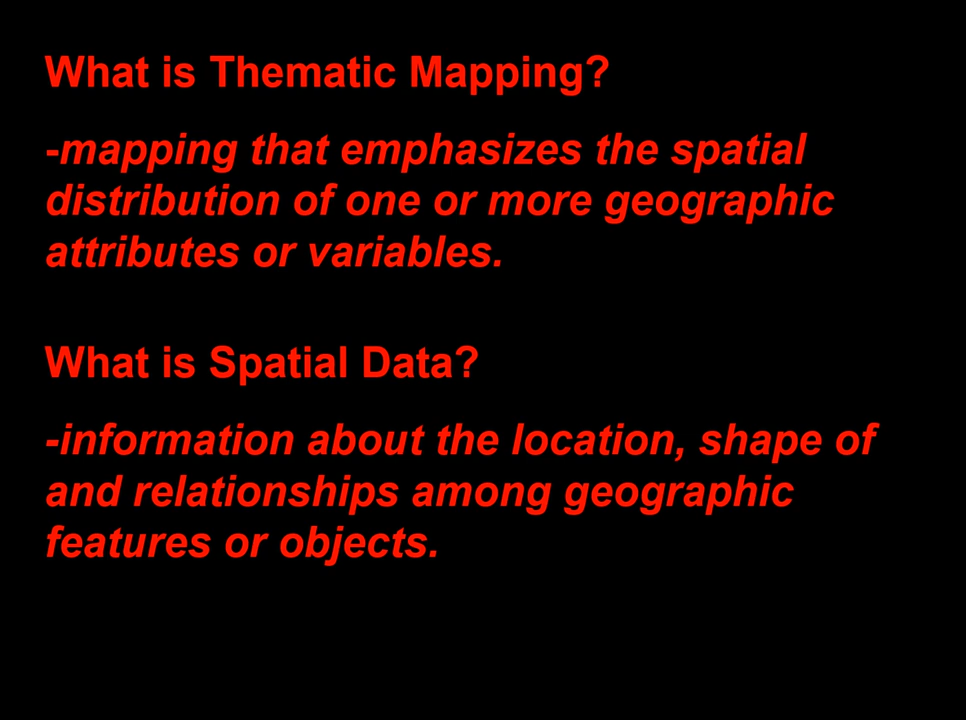 What is Thematic Mapping?
-mapping that emphasizes the spatial
distribution of one or more geographic
attributes or variables.
What is Spatial Data?
-information about the location, shape of
and relationships among geographic
features or objects.